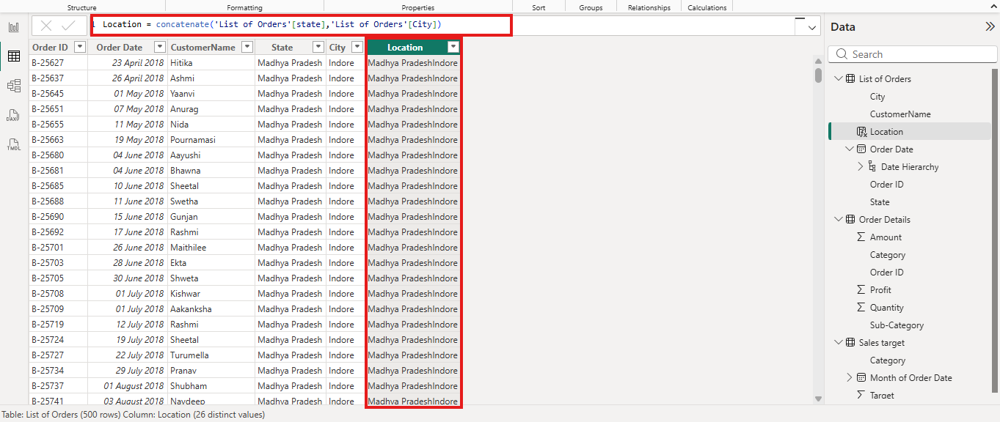 Structure Formatting Properties Sort Groups Relationships Calculations
1 Location = concatenate('List of Orders'[state],'List of Orders'[City])
Order ID Order Date CustomerName State City Location
B-25627 23 April 2018 Hitika Madhya Pradesh Indore Madhya PradeshIndore
B-25637 26 April 2018 Ashmi Madhya Pradesh Indore Madhya PradeshIndore
B-25645 01 May 2018 Yaanvi Madhya Pradesh Indore Madhya PradeshIndore
B-25651 07 May 2018 Anurag Madhya Pradesh Indore Madhya PradeshIndore
B-25655 11 May 2018 Nida Madhya Pradesh Indore Madhya PradeshIndore
B-25663 19 May 2018 Pournamasi Madhya Pradesh Indore Madhya PradeshIndore
B-25680 04 June 2018 Aayushi Madhya Pradesh Indore Madhya PradeshIndore
B-25681 04 June 2018 Bhawna Madhya Pradesh Indore Madhya PradeshIndore
B-25685 10 June 2018 Sheetal Madhya Pradesh Indore Madhya PradeshIndore
B-25688 11 June 2018 Swetha Madhya Pradesh Indore Madhya PradeshIndore
B-25690 15 June 2018 Gunjan Madhya Pradesh Indore Madhya PradeshIndore
B-25692 17 June 2018 Rashmi Madhya Pradesh Indore Madhya PradeshIndore
B-25701 26 June 2018 Maithilee Madhya Pradesh Indore Madhya PradeshIndore
B-25703 28 June 2018 Ekta Madhya Pradesh Indore Madhya PradeshIndore
B-25705 30 June 2018 Shweta Madhya Pradesh Indore Madhya PradeshIndore
B-25708 01 July 2018 Kishwar Madhya Pradesh Indore Madhya PradeshIndore
B-25709 01 July 2018 Aakanksha Madhya Pradesh Indore Madhya PradeshIndore
B-25719 12 July 2018 Rashmi Madhya Pradesh Indore Madhya PradeshIndore
B-25724 19 July 2018 Sheetal Madhya Pradesh Indore Madhya PradeshIndore
B-25727 22 July 2018 Turumella Madhya Pradesh Indore Madhya PradeshIndore
B-25734 29 July 2018 Pranav Madhya Pradesh Indore Madhya PradeshIndore
B-25737 01 August 2018 Shubham Madhya Pradesh Indore Madhya PradeshIndore
B-25741 03 August 2018 Navdeep Madhya Pradesh Indore Madhya PradeshIndore
DAX
TMDL
Data
Search
List of Orders
City
CustomerName
Location
Order Date
Date Hierarchy
Order ID
State
Order Details
Amount
Category
Order ID
Profit
Quantity
Sub-Category
Sales target
Category
Month of Order Date
Target
Table: List of Orders (500 rows) Column: Location (26 distinct values)